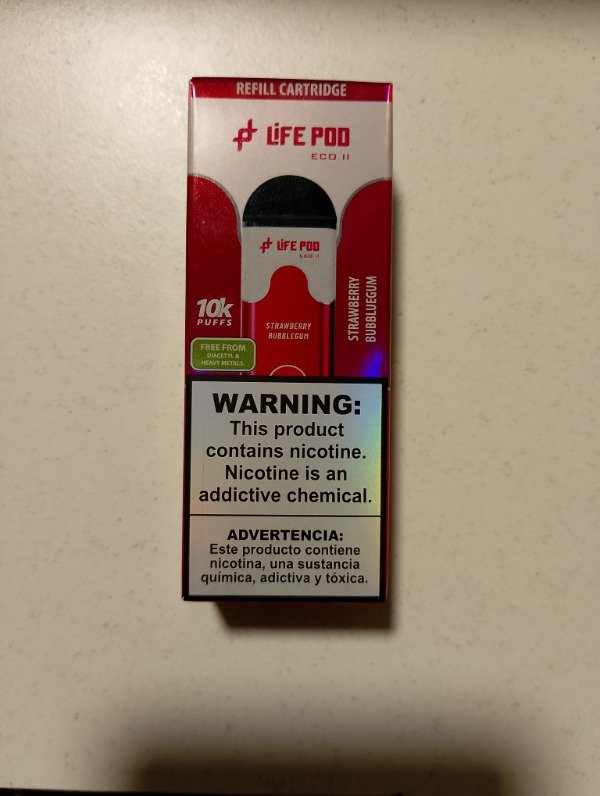 REFILL CARTRIDGE
LiFE POD
ECO II
LiFE POD
ECO II
STRAWBERRY
BUBBLEGUM
10k
PUFFS
STRAWBERRY
BUBBLUEGUM
FREE FROM
DIACETYL &
HEAVY METALS.
WARNING:
This product
contains nicotine.
Nicotine is an
addictive chemical.
ADVERTENCIA:
Este producto contiene
nicotina, una sustancia
química, adictiva y tóxica.